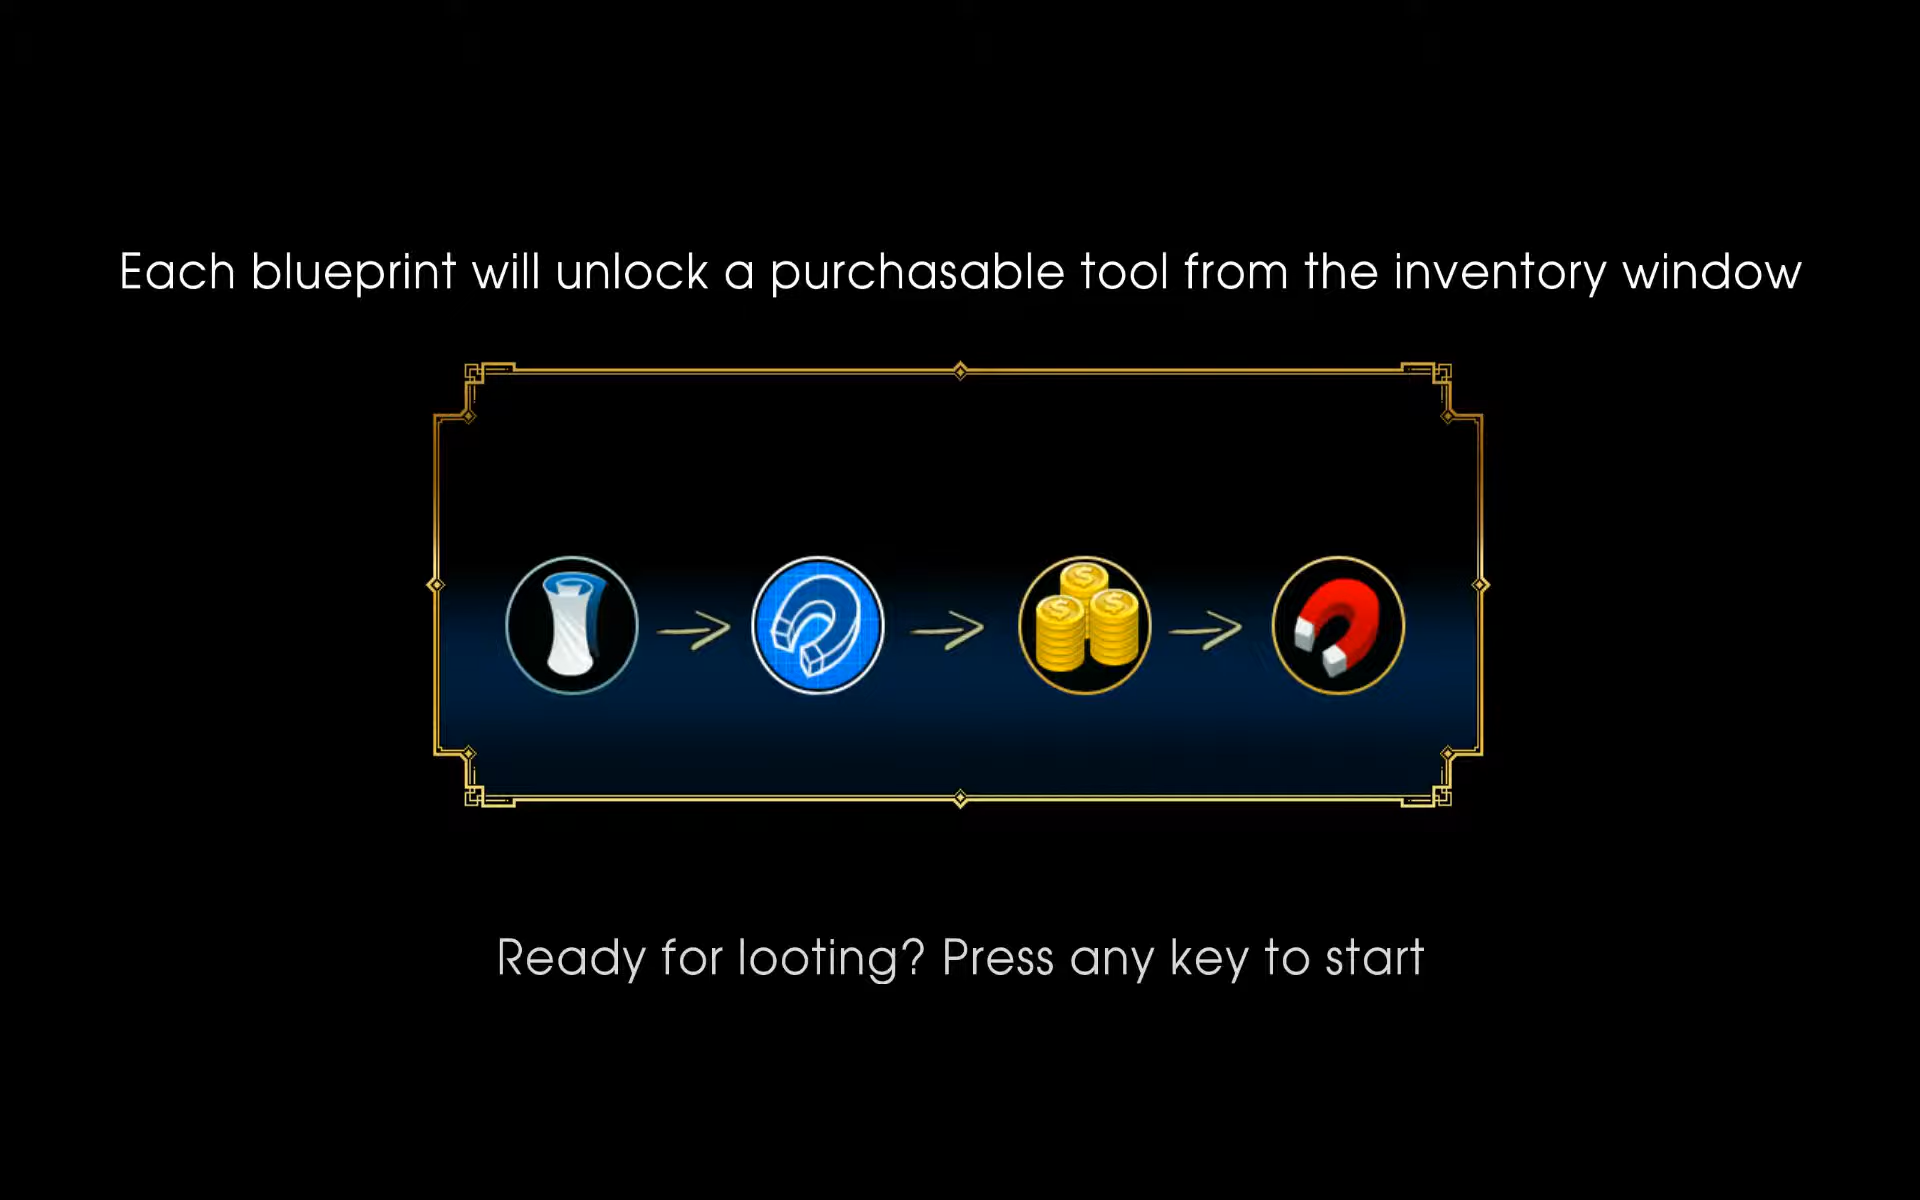 Each blueprint will unlock a purchasable tool from the inventory window
Ready for looting? Press any key to start